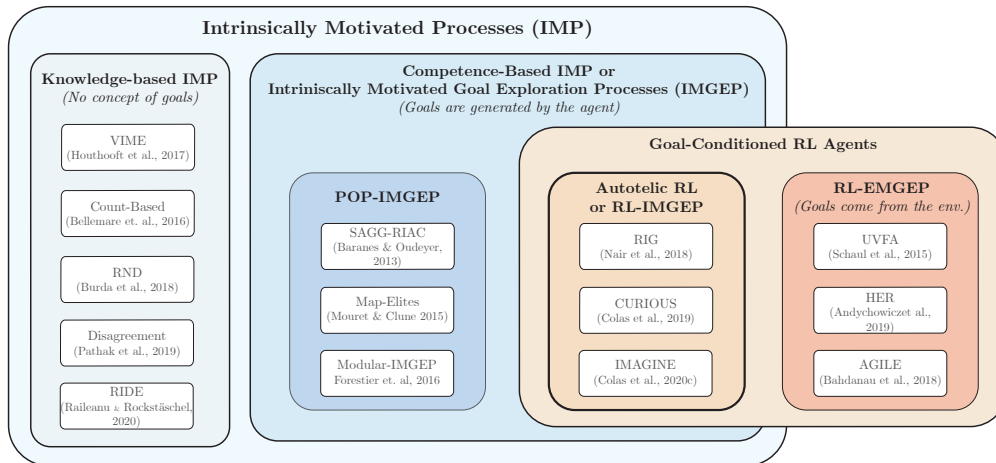 Intrinsically Motivated Processes (IMP)
Knowledge-based IMP
(No concept of goals)
VIME
(Houthooft et al., 2017)
Count-Based
(Bellemare et. al, 2016)
RND
(Burda et al., 2018)
Disagreement
(Pathak et al., 2019)
RIDE
(Raileanu & Rockstäschel,
2020)
Competence-Based IMP or
Intriniscally Motivated Goal Exploration Processes (IMGEP)
(Goals are generated by the agent)
POP-IMGEP
SAGG-RIAC
(Baranes & Oudeyer,
2013)
Map-Elites
(Mouret & Clune 2015)
Modular-IMGEP
Forestier et. al, 2016
Goal-Conditioned RL Agents
Autotelic RL
or RL-IMGEP
RIG
(Nair et al., 2018)
CURIOUS
(Colas et al., 2019)
IMAGINE
(Colas et al., 2020c)
RL-EMGEP
(Goals come from the env.)
UVFA
(Schaul et al., 2015)
HER
(Andychowiczet al.,
2019)
AGILE
(Bahdanau et al., 2018)